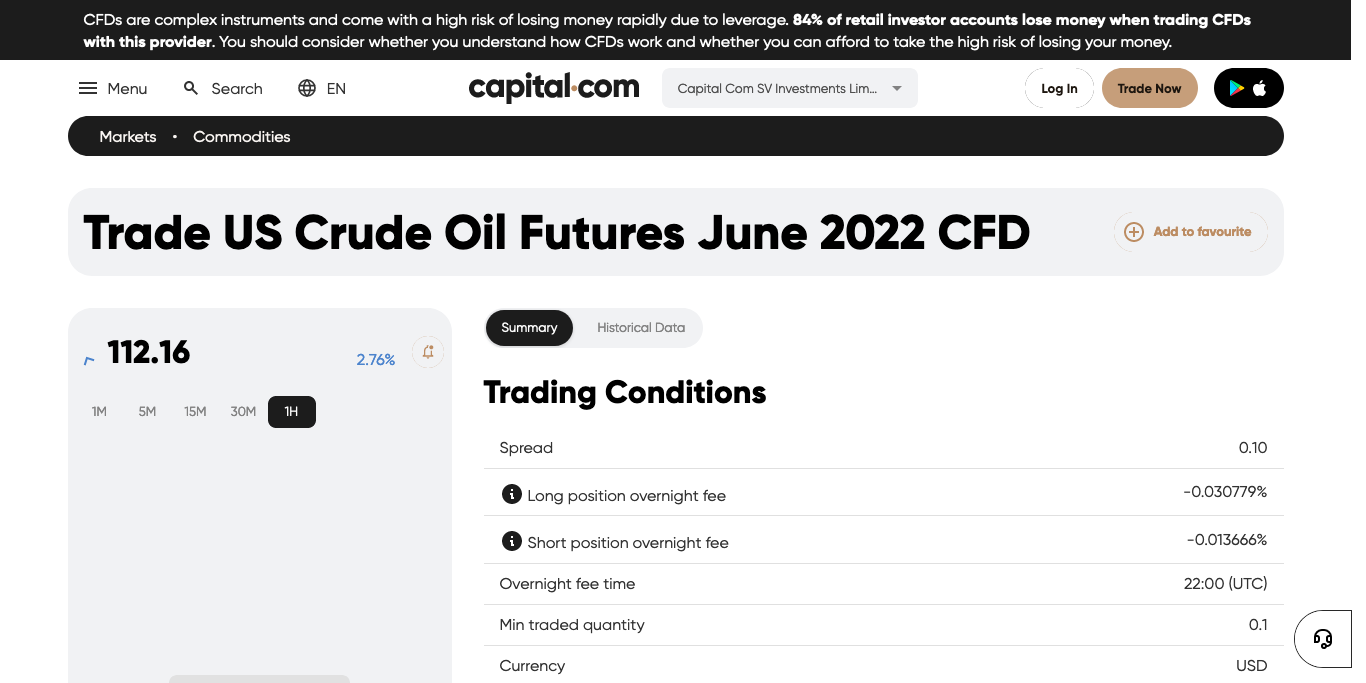 CFDs are complex instruments and come with a high risk of losing money rapidly due to leverage. 84% of retail investor accounts lose money when trading CFDs
with this provider. You should consider whether you understand how CFDs work and whether you can afford to take the high risk of losing your money.
Menu Search EN capital.com Capital Com SV Investments Lim... Log In Trade Now
Markets • Commodities
Trade US Crude Oil Futures June 2022 CFD Add to favourite
Summary Historical Data
112.16 2.76%
1M 5M 15M 30M 1H
Trading Conditions
Spread 0.10
Long position overnight fee -0.030779%
Short position overnight fee -0.013666%
Overnight fee time 22:00 (UTC)
Min traded quantity 0.1
Currency USD